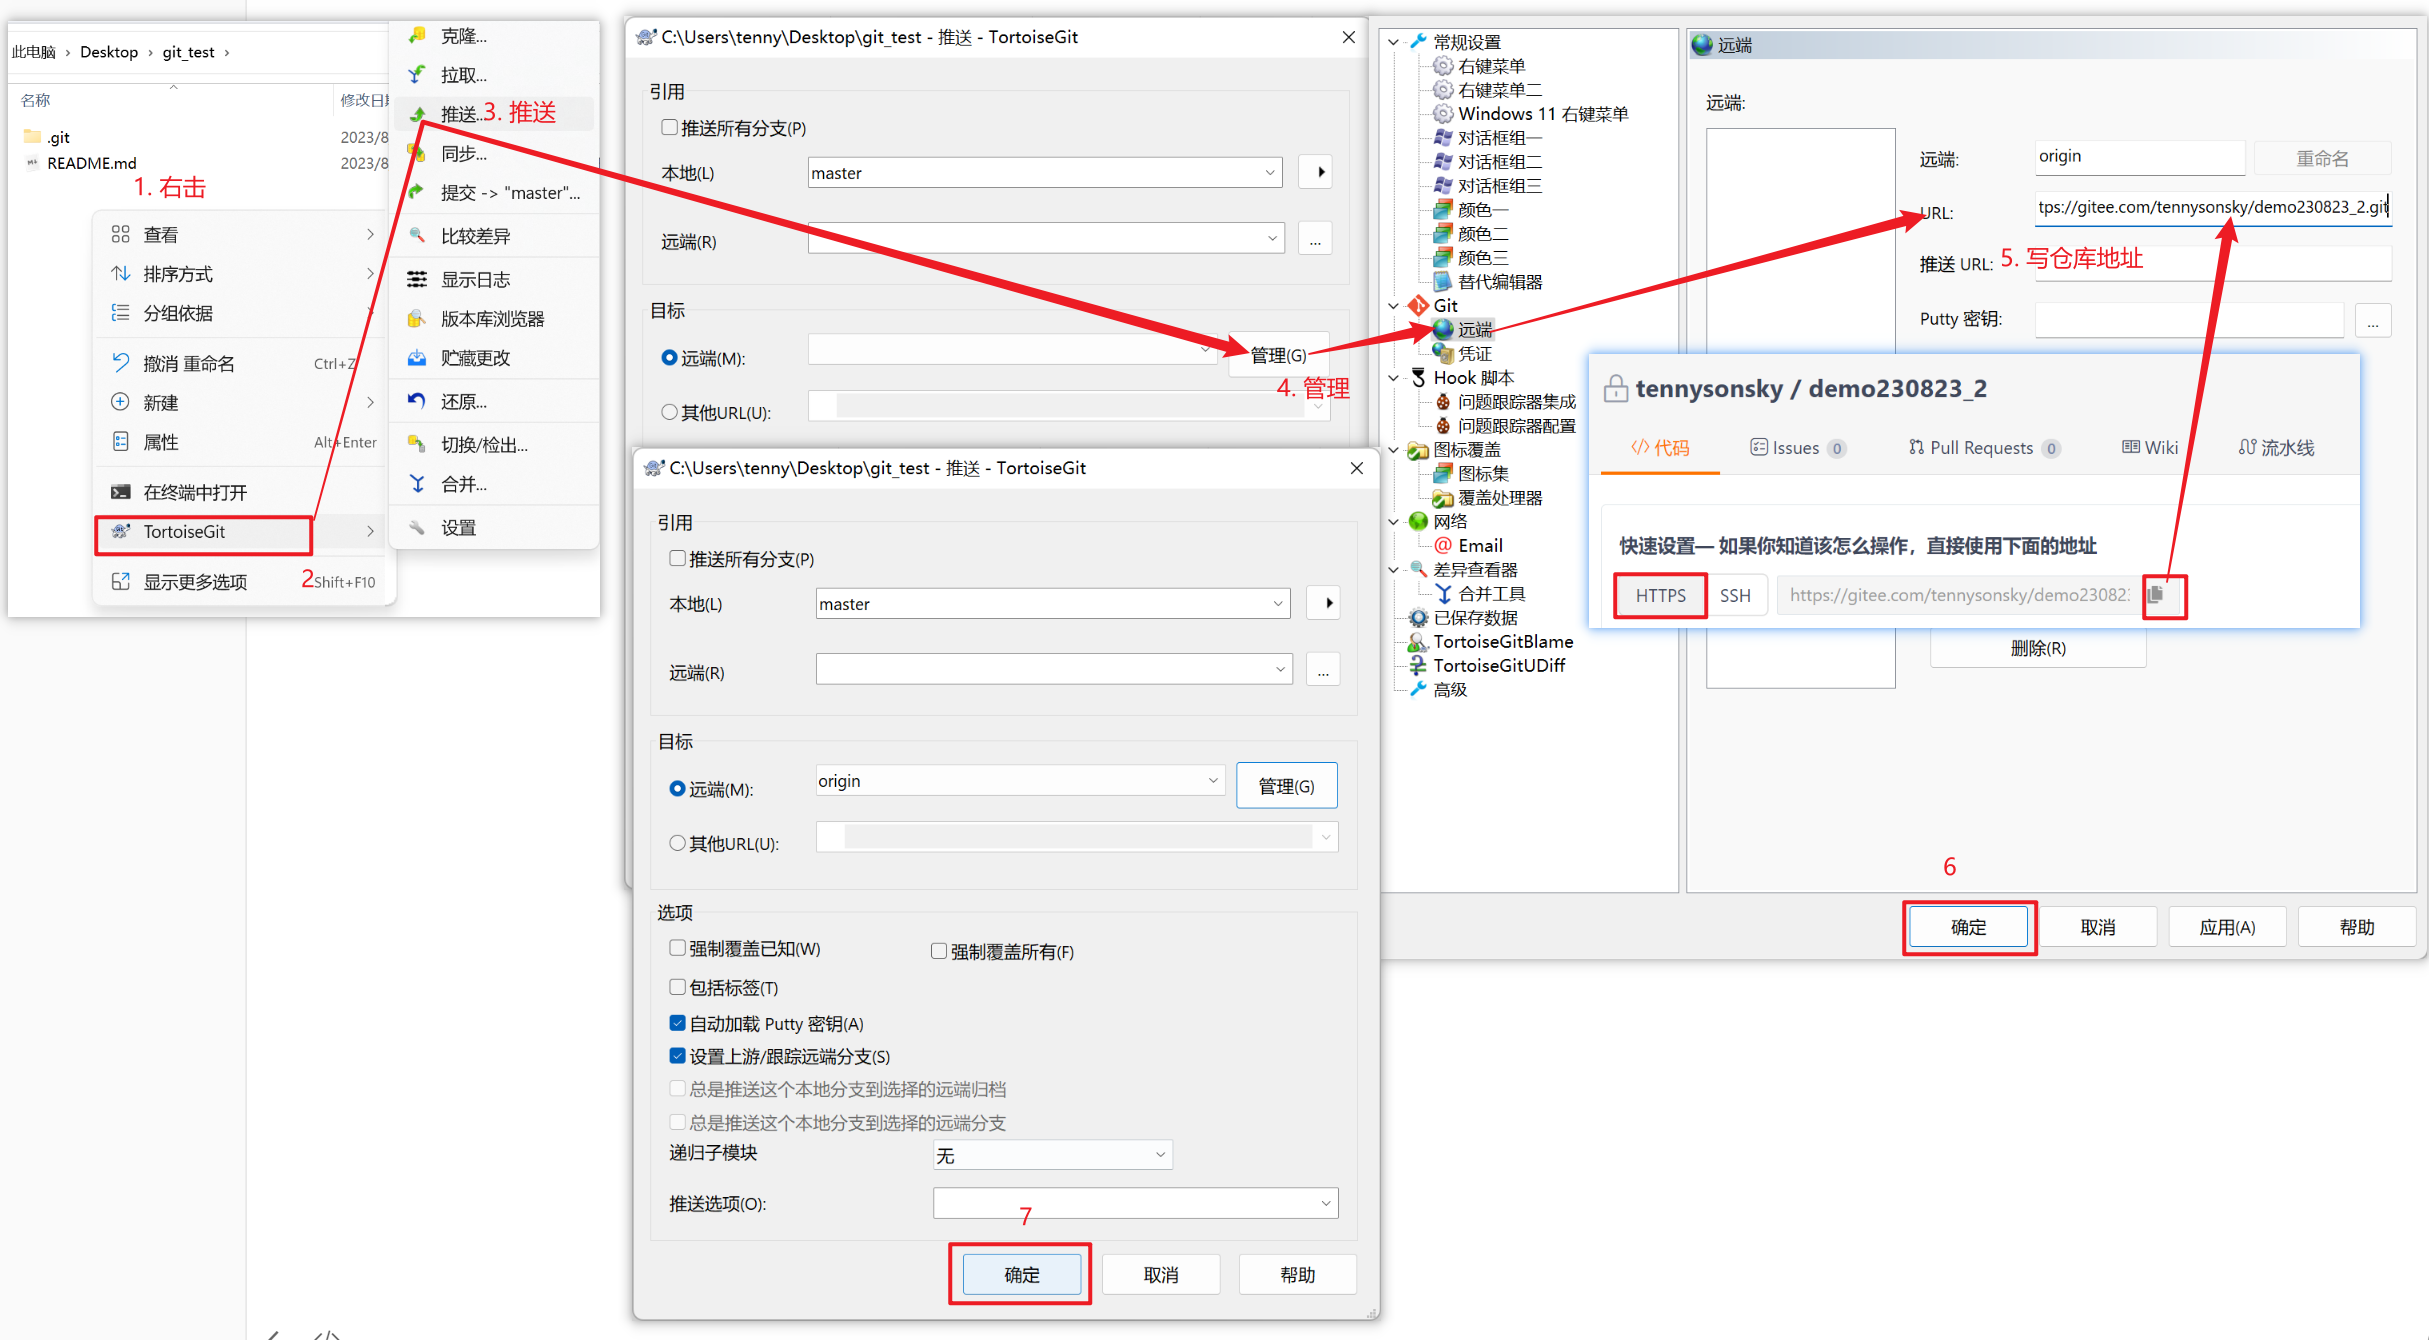 此电脑 › Desktop › git_test ›
名称
修改日
.git
2023/8
README.md
2023/8
1. 右击
查看
排序方式
分组依据
撤消 重命名
Ctrl+Z
新建
属性
Alt+Enter
在终端中打开
TortoiseGit
显示更多选项
2
Shift+F10
克隆...
拉取...
推送...
3. 推送
同步...
提交 -> "master"...
比较差异
显示日志
版本库浏览器
贮藏更改
还原...
切换/检出...
合并...
设置
C:\Users\tenny\Desktop\git_test - 推送 - TortoiseGit
引用
推送所有分支(P)
本地(L)
master
远端(R)
...
目标
远端(M):
管理(G)
4. 管理
其他URL(U):
C:\Users\tenny\Desktop\git_test - 推送 - TortoiseGit
引用
推送所有分支(P)
本地(L)
master
远端(R)
...
目标
远端(M):
origin
管理(G)
其他URL(U):
选项
强制覆盖已知(W)
强制覆盖所有(F)
包括标签(T)
自动加载 Putty 密钥(A)
设置上游/跟踪远端分支(S)
总是推送这个本地分支到选择的远端归档
总是推送这个本地分支到选择的远端分支
递归子模块
无
推送选项(O):
7
确定
取消
帮助
常规设置
右键菜单
右键菜单二
Windows 11 右键菜单
对话框组一
对话框组二
对话框组三
颜色一
颜色二
颜色三
替代编辑器
Git
远端
凭证
Hook 脚本
问题跟踪器集成
问题跟踪器配置
图标覆盖
图标集
覆盖处理器
网络
Email
差异查看器
合并工具
已保存数据
TortoiseGitBlame
TortoiseGitUDiff
高级
远端
远端:
远端:
origin
重命名
URL:
tps://gitee.com/tennysonsky/demo230823_2.git
推送 URL:
5. 写仓库地址
Putty 密钥:
...
tennysonsky / demo230823_2
代码
Issues 0
Pull Requests 0
Wiki
流水线
快速设置— 如果你知道该怎么操作，直接使用下面的地址
HTTPS
SSH
https://gitee.com/tennysonsky/demo23082
删除(R)
6
确定
取消
应用(A)
帮助